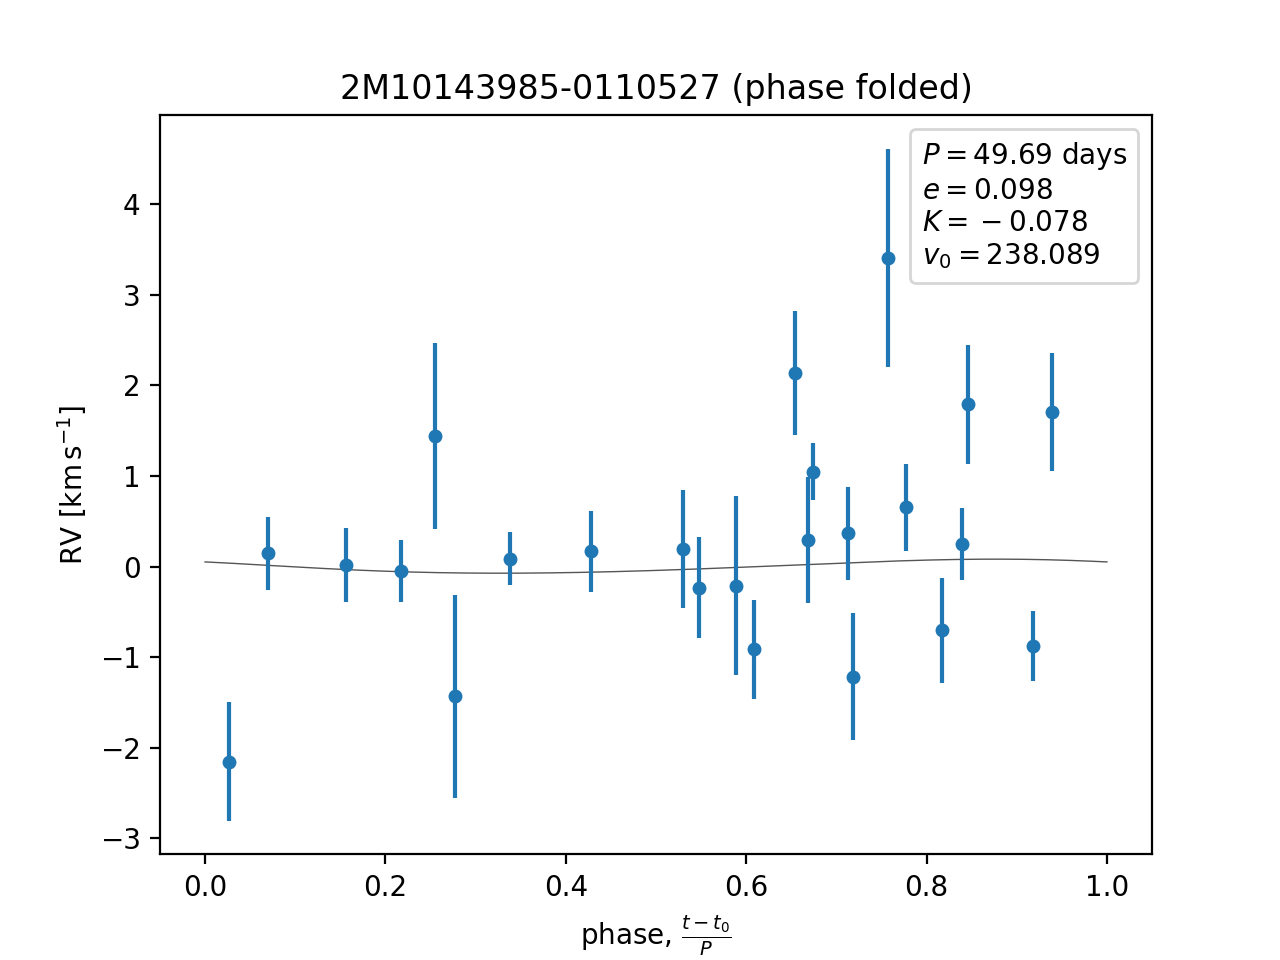 2M10143985-0110527 (phase folded)
P = 49.69 days
e = 0.098
K = −0.078
v₀ = 238.089
4
3
2
1
0
−1
−2
−3
RV [km s⁻¹]
0.0 0.2 0.4 0.6 0.8 1.0
phase, (t − t₀)/P